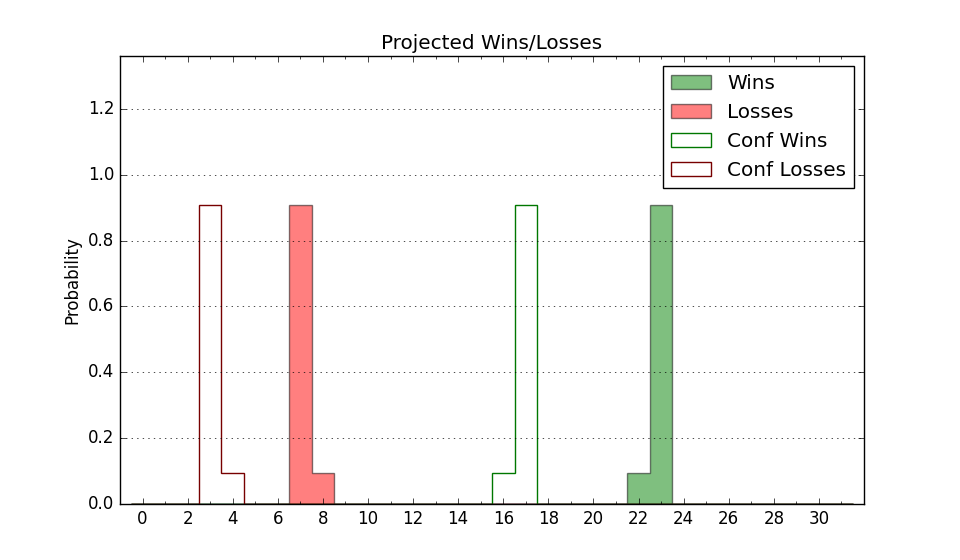 Projected Wins/Losses
Wins
Losses
Conf Wins
Conf Losses
Probability
1.2
1.0
0.8
0.6
0.4
0.2
0.0
0 2 4 6 8 10 12 14 16 18 20 22 24 26 28 30